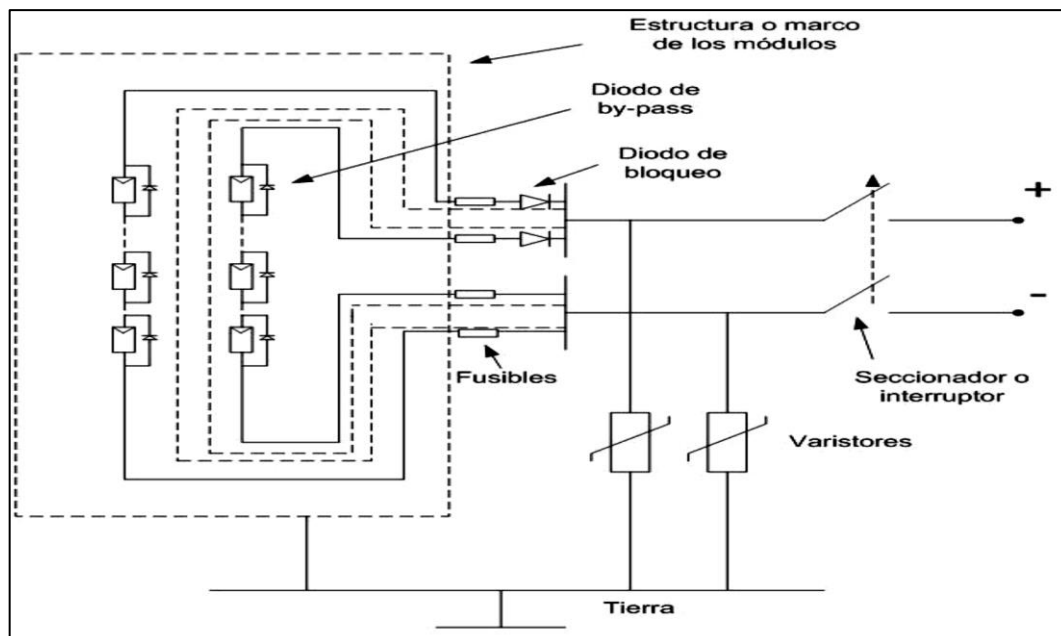 Estructura o marco
de los módulos
Diodo de
by-pass
Diodo de
bloqueo
+
-
Fusibles
Seccionador o
interruptor
Varistores
Tierra